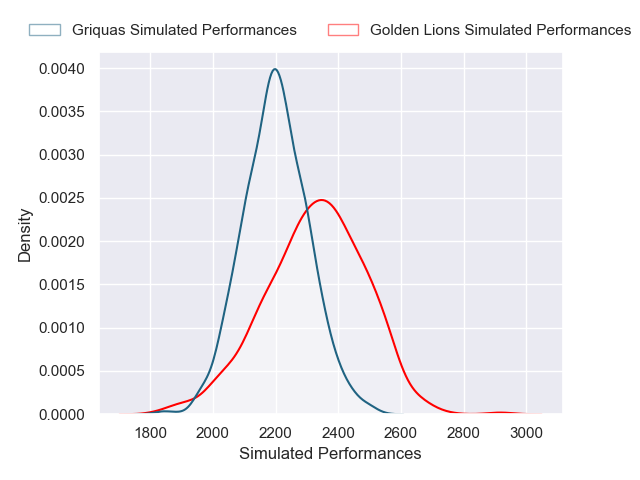 Griquas Simulated Performances Golden Lions Simulated Performances
0.0040
0.0035
0.0030
0.0025
0.0020
0.0015
0.0010
0.0005
0.0000
Density
1800 2000 2200 2400 2600 2800 3000
Simulated Performances